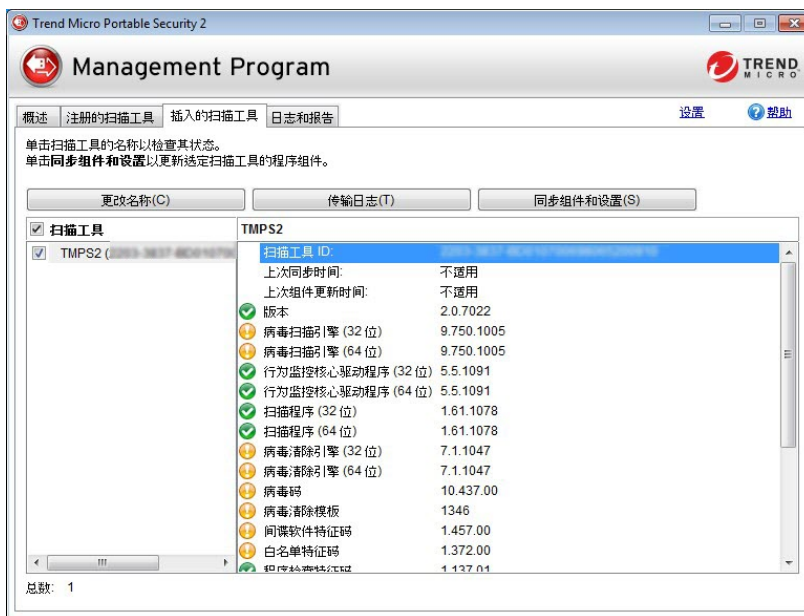 Trend Micro Portable Security 2
Management Program
TREND
MICRO
概述 注册的扫描工具 插入的扫描工具 日志和报告 设置 帮助
单击扫描工具的名称以检查其状态。
单击同步组件和设置以更新选定扫描工具的程序组件。
更改名称(C) 传输日志(T) 同步组件和设置(S)
扫描工具 TMPS2
TMPS2 (
扫描工具 ID:
上次同步时间: 不适用
上次组件更新时间: 不适用
版本 2.0.7022
病毒扫描引擎 (32 位) 9.750.1005
病毒扫描引擎 (64 位) 9.750.1005
行为监控核心驱动程序 (32 位) 5.5.1091
行为监控核心驱动程序 (64 位) 5.5.1091
扫描程序 (32 位) 1.61.1078
扫描程序 (64 位) 1.61.1078
病毒清除引擎 (32 位) 7.1.1047
病毒清除引擎 (64 位) 7.1.1047
病毒码 10.437.00
病毒清除模板 1346
间谍软件特征码 1.457.00
白名单特征码 1.372.00
程序检查特征码 1.137.01
总数: 1